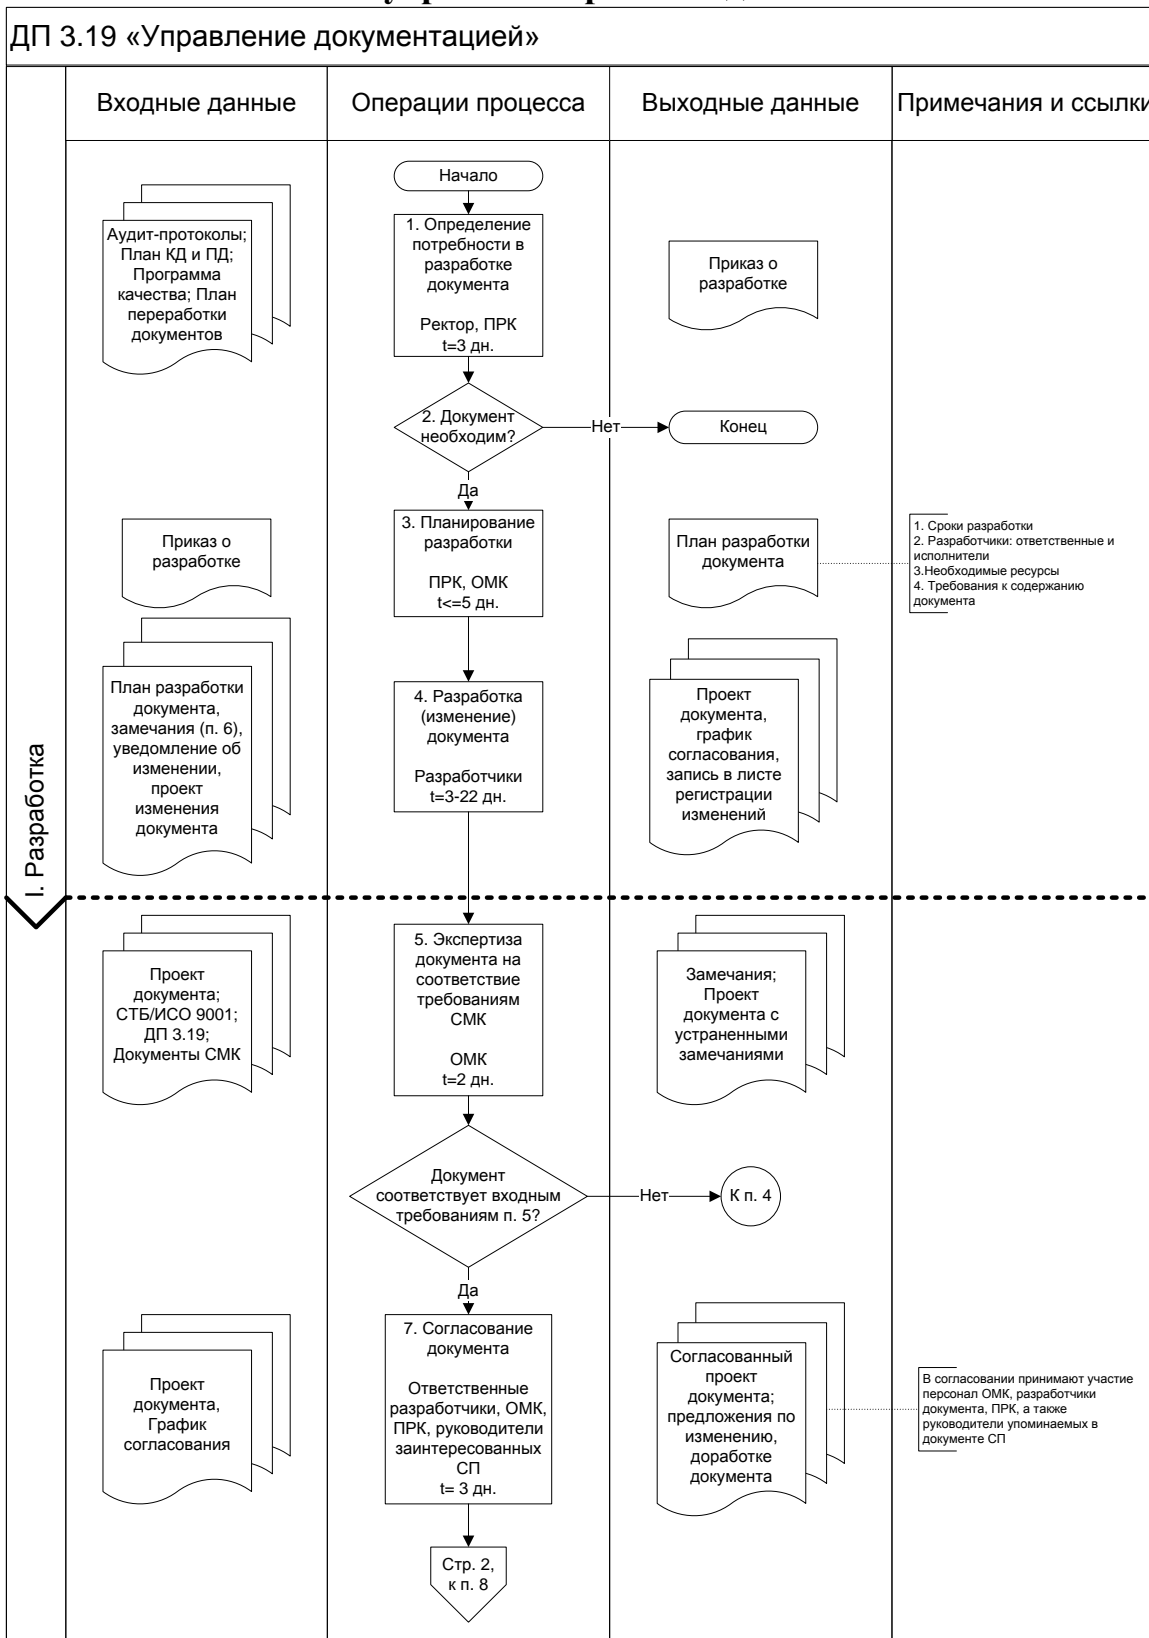 ДП 3.19 «Управление документацией»
Входные данные
Операции процесса
Выходные данные
Примечания и ссылки
I. Разработка
Начало
Аудит-протоколы;
План КД и ПД;
Программа
качества; План
переработки
документов
1. Определение
потребности в
разработке
документа
Ректор, ПРК
t=3 дн.
Приказ о
разработке
2. Документ
необходим?
Нет
Конец
Да
Приказ о
разработке
3. Планирование
разработки
ПРК, ОМК
t<=5 дн.
План разработки
документа
1. Сроки разработки
2. Разработчики: ответственные и
исполнители
3.Необходимые ресурсы
4. Требования к содержанию
документа
План разработки
документа,
замечания (п. 6),
уведомление об
изменении,
проект
изменения
документа
4. Разработка
(изменение)
документа
Разработчики
t=3-22 дн.
Проект
документа,
график
согласования,
запись в листе
регистрации
изменений
Проект
документа;
СТБ/ИСО 9001;
ДП 3.19;
Документы СМК
5. Экспертиза
документа на
соответствие
требованиям
СМК
ОМК
t=2 дн.
Замечания;
Проект
документа с
устраненными
замечаниями
Документ
соответствует входным
требованиям п. 5?
Нет
К п. 4
Да
Проект
документа,
График
согласования
7. Согласование
документа
Ответственные
разработчики, ОМК,
ПРК, руководители
заинтересованных
СП
t= 3 дн.
Согласованный
проект
документа;
предложения по
изменению,
доработке
документа
В согласовании принимают участие
персонал ОМК, разработчики
документа, ПРК, а также
руководители упоминаемых в
документе СП
Стр. 2,
к п. 8